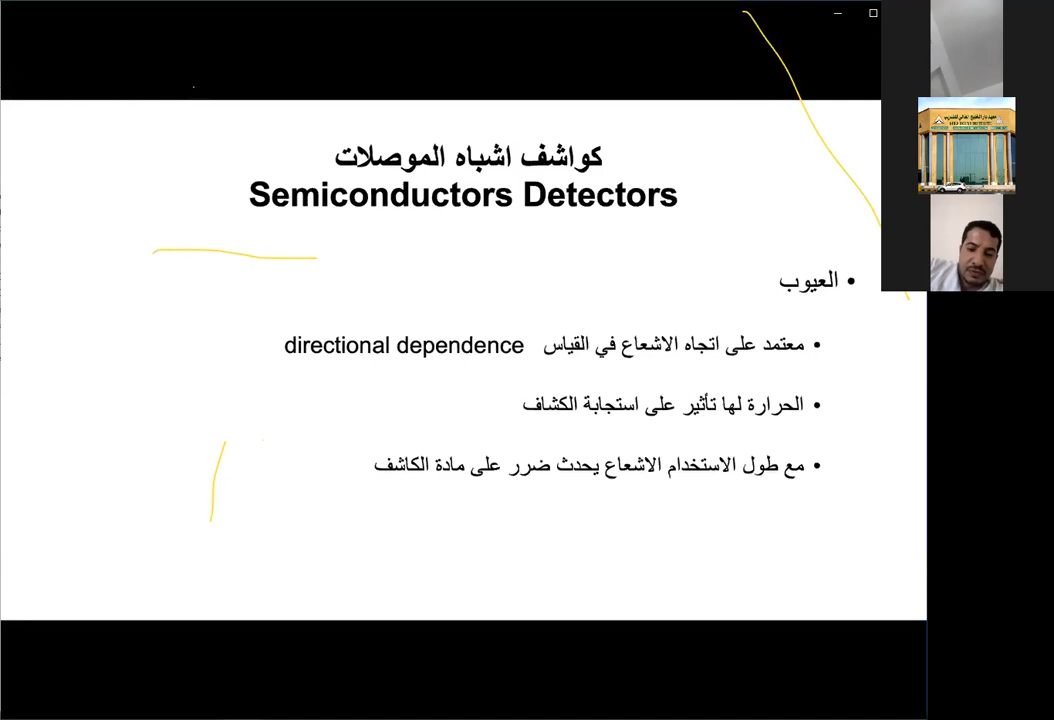 كواشف اشباه الموصلات
Semiconductors Detectors
• العيوب
• معتمد على اتجاه الاشعاع في القياس directional dependence
• الحرارة لها تأثير على استجابة الكشاف
• مع طول الاستخدام الاشعاع يحدث ضرر على مادة الكاشف